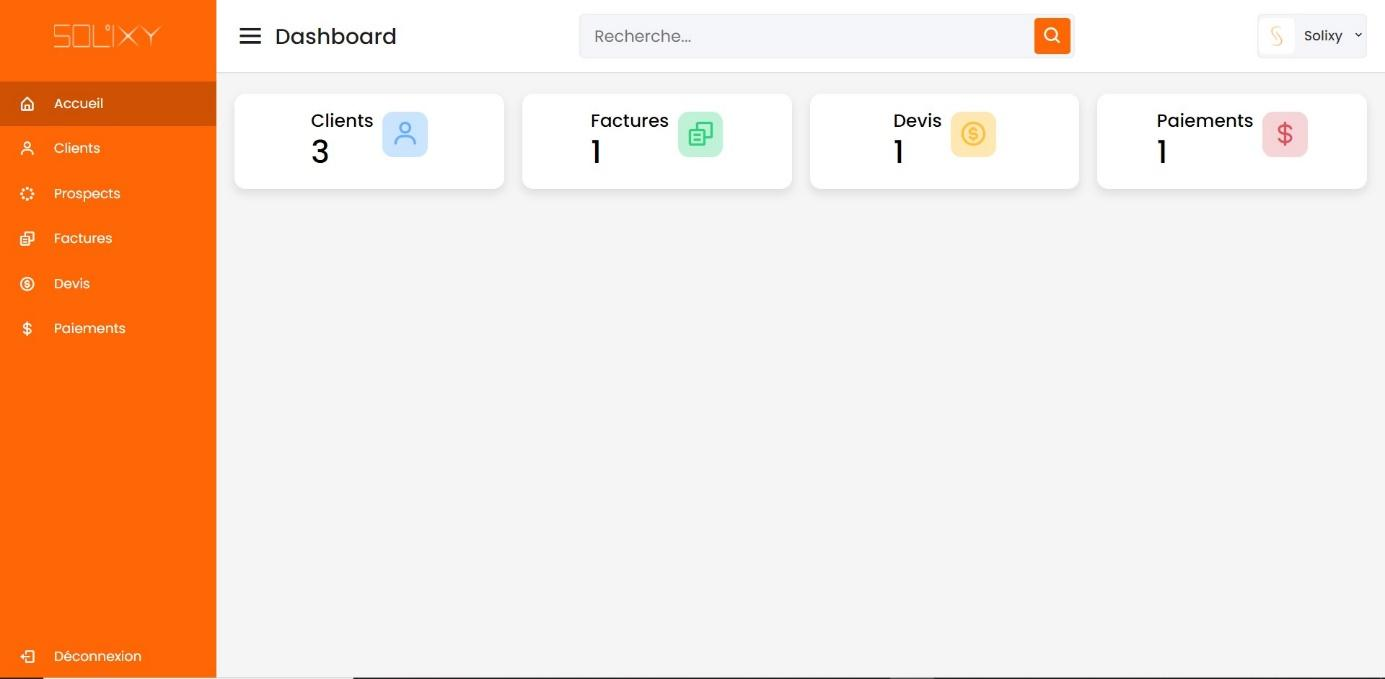 SOLIXY
Dashboard
Recherche...
Solixy
Accueil
Clients
Prospects
Factures
Devis
Paiements
Déconnexion
Clients
3
Factures
1
Devis
1
Paiements
1